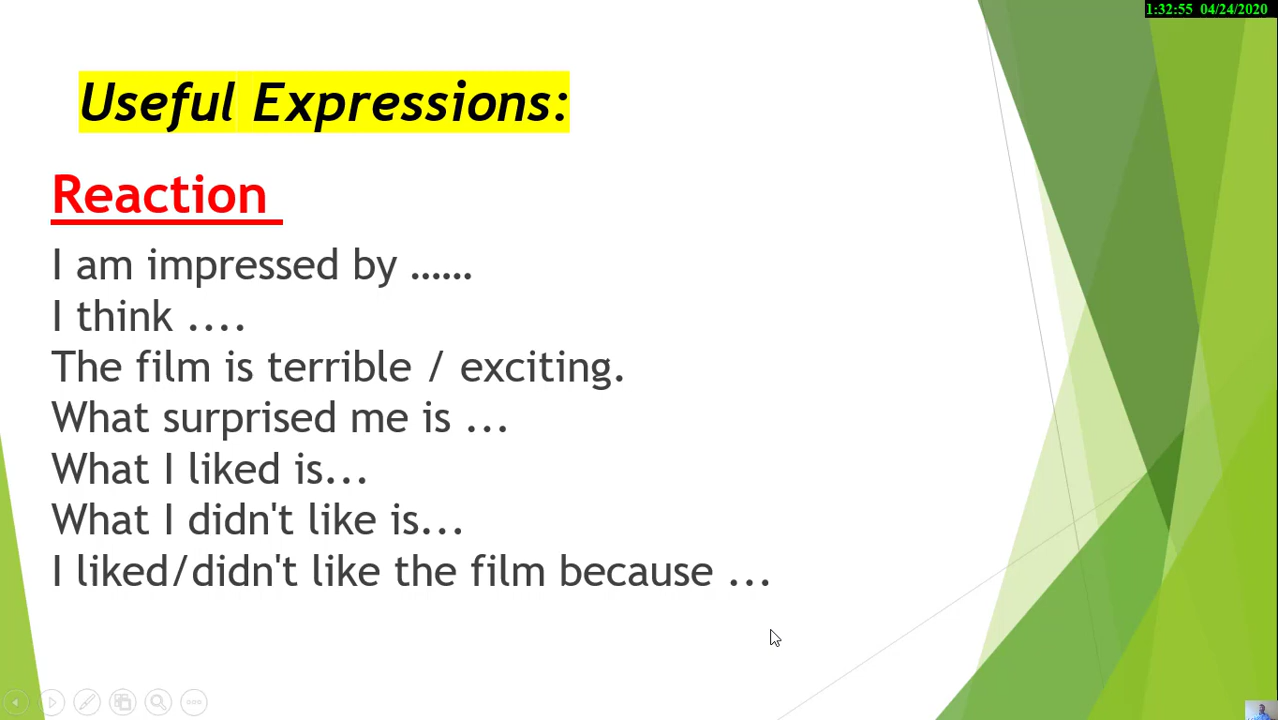 1:32:55 04/24/2020
Useful Expressions:
Reaction
I am impressed by ……
I think ....
The film is terrible / exciting.
What surprised me is ...
What I liked is...
What I didn't like is...
I liked/didn't like the film because ...